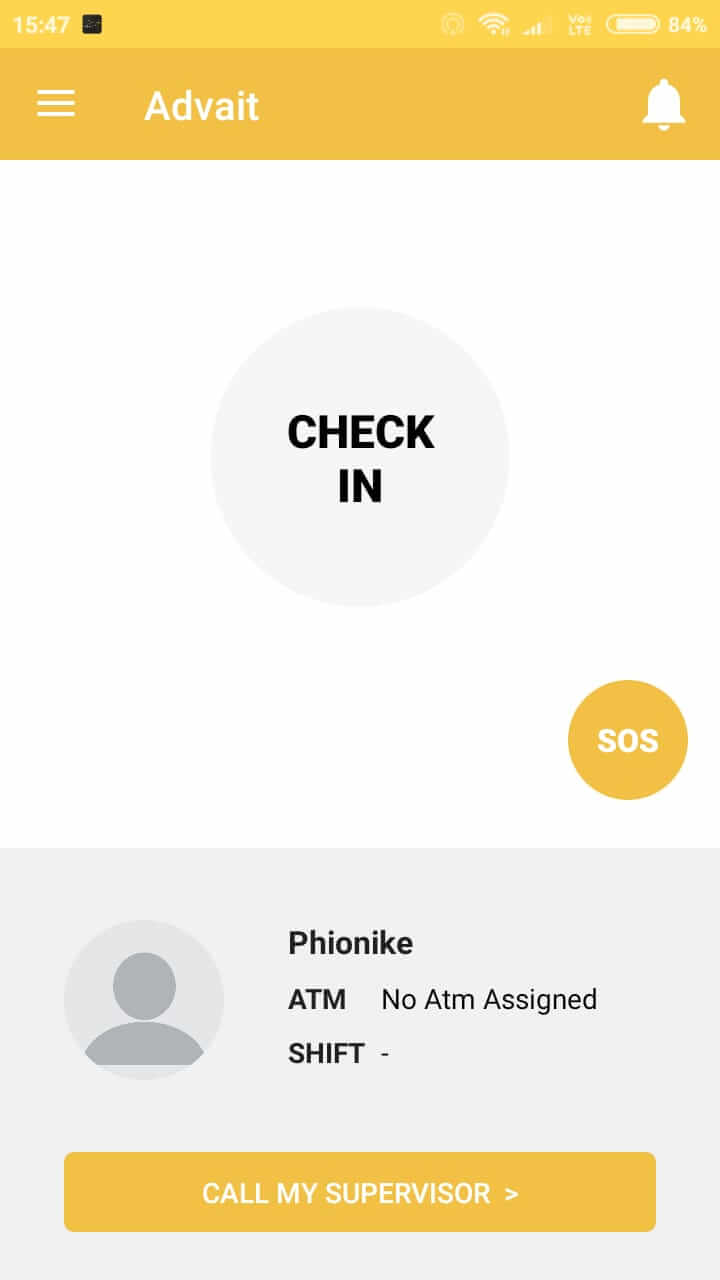 15:47 Vo LTE 84%
Advait
CHECK
IN
SOS
Phionike
ATM No Atm Assigned
SHIFT -
CALL MY SUPERVISOR >